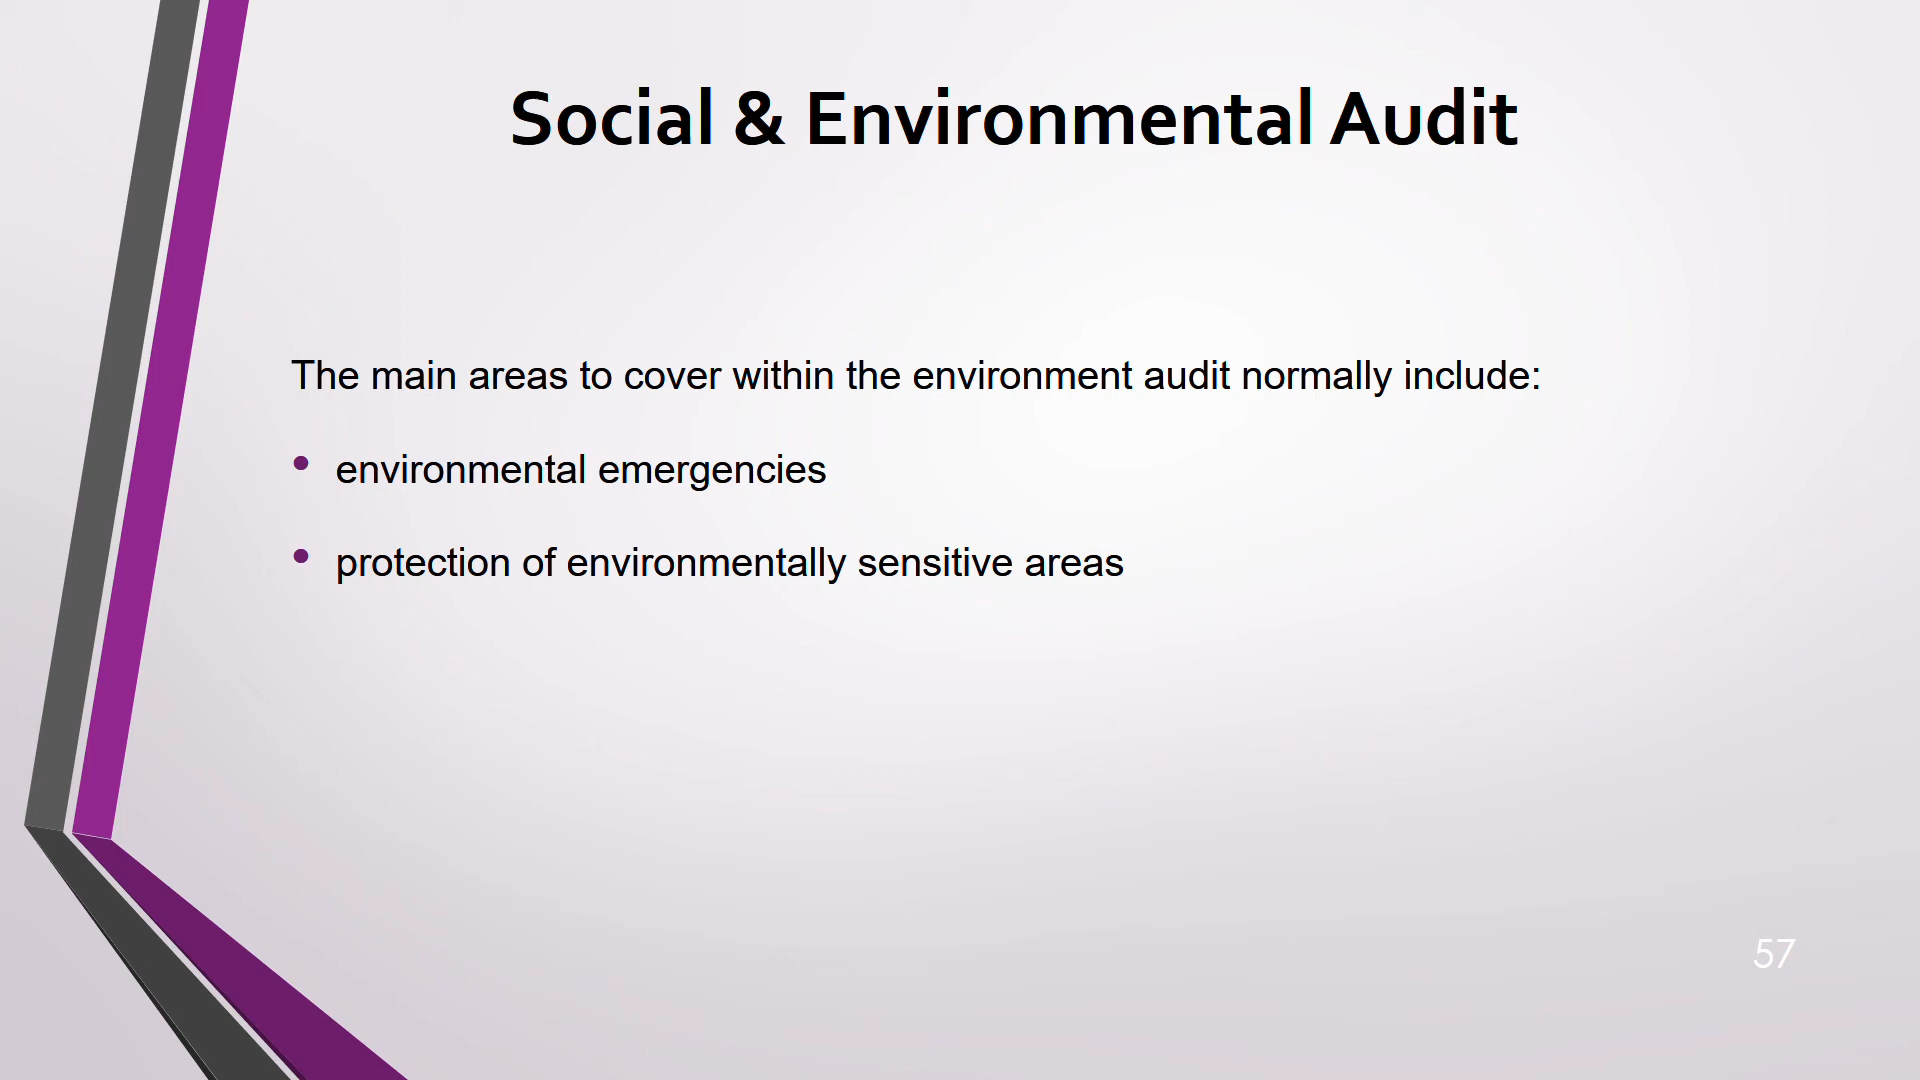 Social & Environmental Audit
The main areas to cover within the environment audit normally include:
• environmental emergencies
• protection of environmentally sensitive areas
57